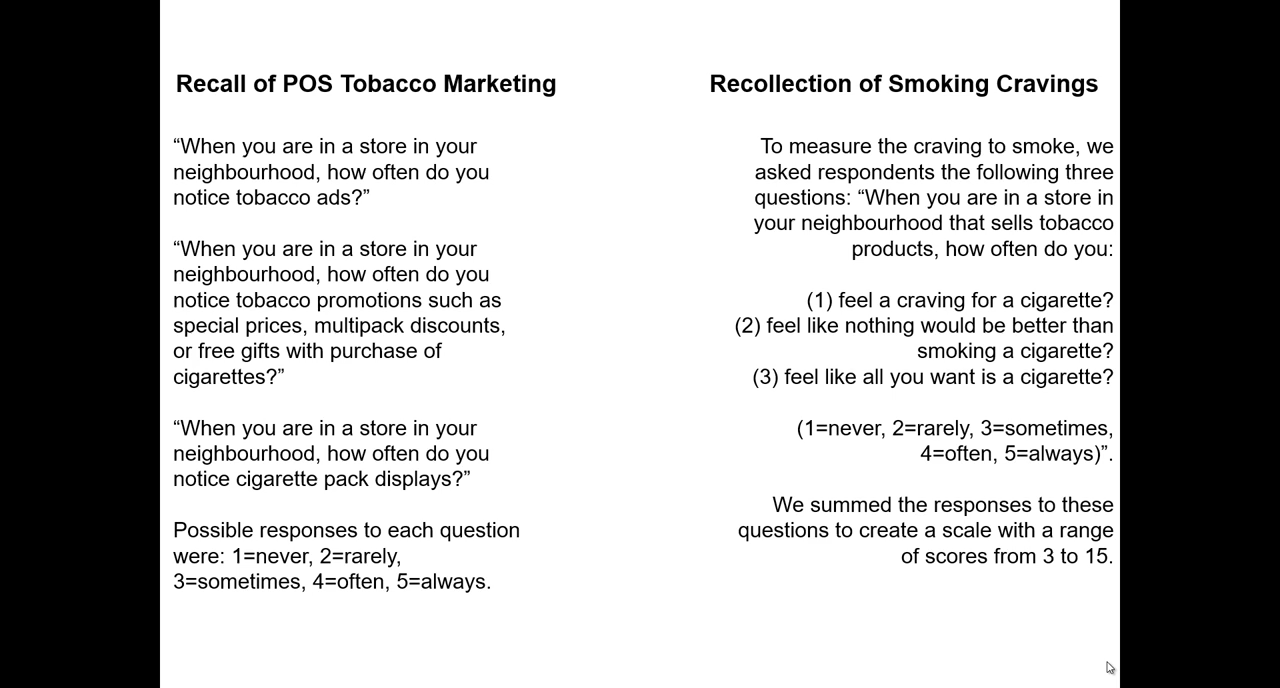 Recall of POS Tobacco Marketing
“When you are in a store in your
neighbourhood, how often do you
notice tobacco ads?”
“When you are in a store in your
neighbourhood, how often do you
notice tobacco promotions such as
special prices, multipack discounts,
or free gifts with purchase of
cigarettes?”
“When you are in a store in your
neighbourhood, how often do you
notice cigarette pack displays?”
Possible responses to each question
were: 1=never, 2=rarely,
3=sometimes, 4=often, 5=always.
Recollection of Smoking Cravings
To measure the craving to smoke, we
asked respondents the following three
questions: “When you are in a store in
your neighbourhood that sells tobacco
products, how often do you:
(1) feel a craving for a cigarette?
(2) feel like nothing would be better than
smoking a cigarette?
(3) feel like all you want is a cigarette?
(1=never, 2=rarely, 3=sometimes,
4=often, 5=always)”.
We summed the responses to these
questions to create a scale with a range
of scores from 3 to 15.